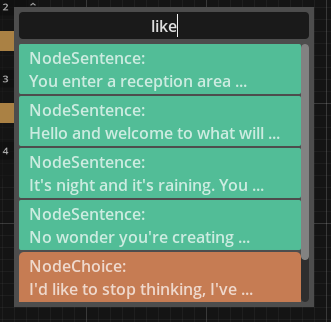 2
like
NodeSentence:
You enter a reception area ...
3
NodeSentence:
Hello and welcome to what will ...
4
NodeSentence:
It's night and it's raining. You ...
NodeSentence:
No wonder you're creating ...
NodeChoice:
I'd like to stop thinking, I've ...